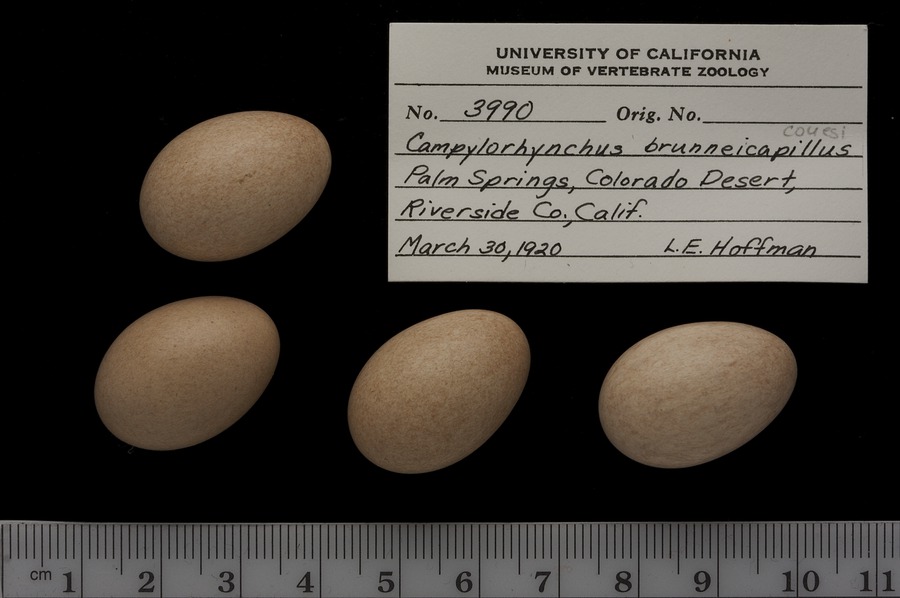 UNIVERSITY OF CALIFORNIA
MUSEUM OF VERTEBRATE ZOOLOGY
No. 3990 Orig. No.
couesi
Campylorhynchus brunneicapillus
Palm Springs, Colorado Desert,
Riverside Co., Calif.
March 30, 1920 L.E. Hoffman
cm 1 2 3 4 5 6 7 8 9 10 11